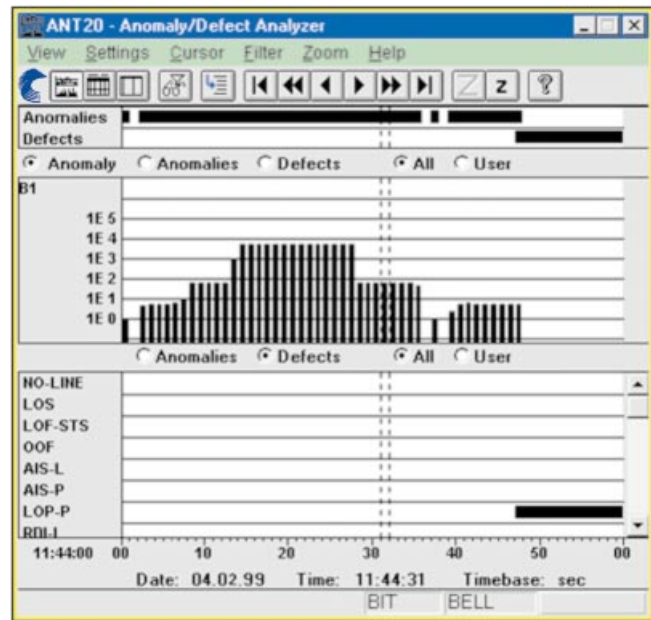 ANT20 - Anomaly/Defect Analyzer
View Settings Cursor Filter Zoom Help
Z z ?
Anomalies
Defects
Anomaly Anomalies Defects All User
B1
1E 5
1E 4
1E 3
1E 2
1E 1
1E 0
Anomalies Defects All User
NO-LINE
LOS
LOF-STS
OOF
AIS-L
AIS-P
LOP-P
RDI-L
11:44:00 00 10 20 30 40 50 00
Date: 04.02.99 Time: 11:44:31 Timebase: sec
BIT BELL